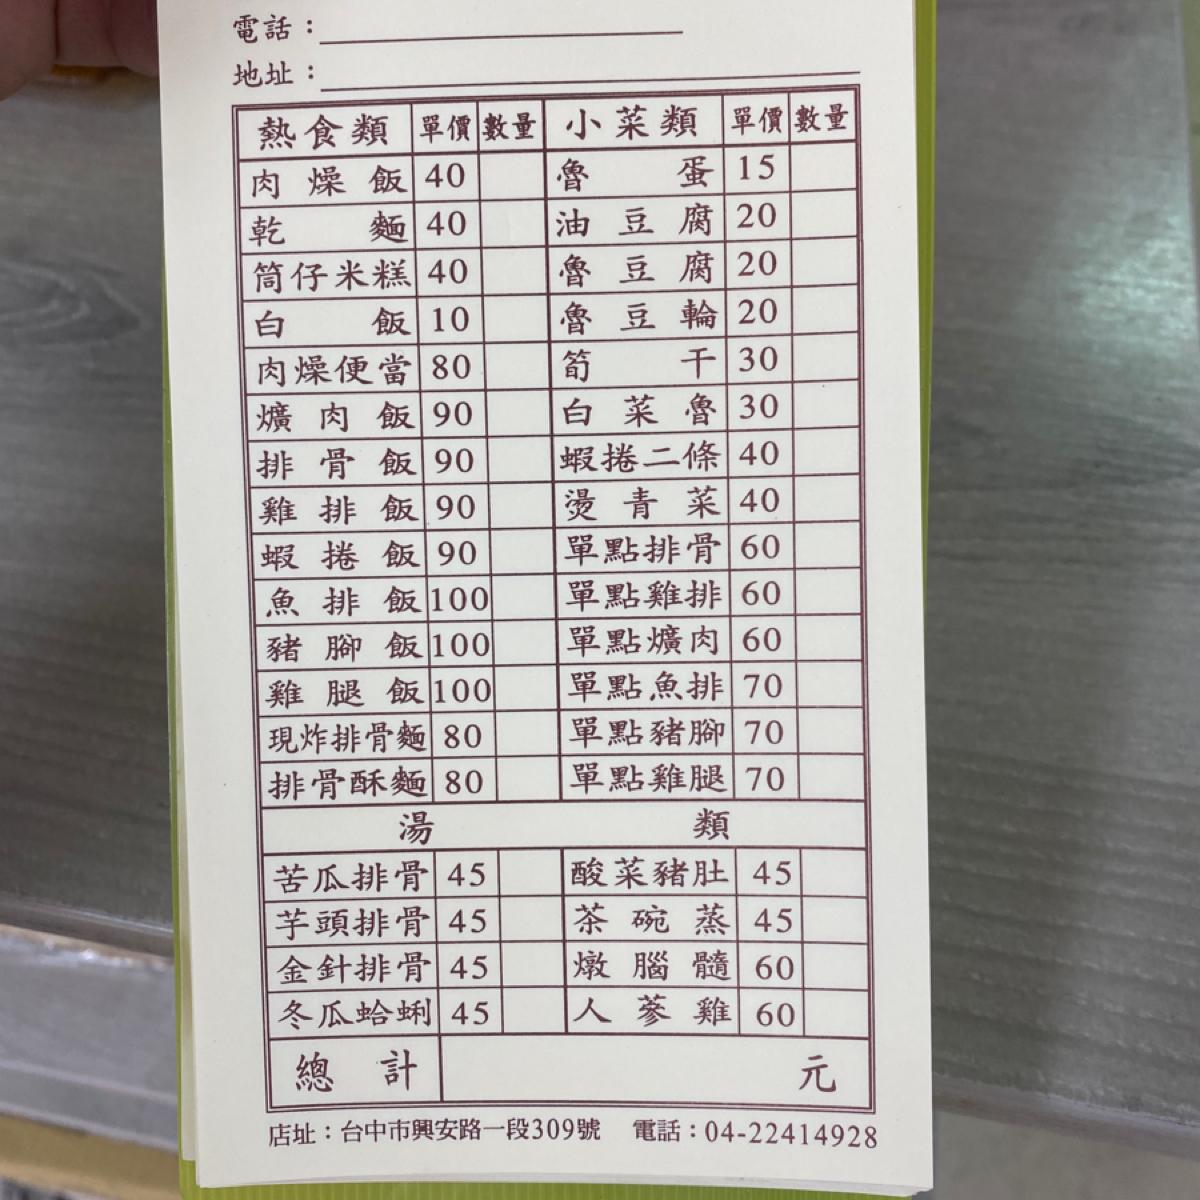 電話：
地址：
熱食類 單價 數量 小菜類 單價 數量
肉燥飯 40 魯蛋 15
乾麵 40 油豆腐 20
筒仔米糕 40 魯豆腐 20
白飯 10 魯豆輪 20
肉燥便當 80 筍干 30
爌肉飯 90 白菜魯 30
排骨飯 90 蝦捲二條 40
雞排飯 90 燙青菜 40
蝦捲飯 90 單點排骨 60
魚排飯 100 單點雞排 60
豬腳飯 100 單點爌肉 60
雞腿飯 100 單點魚排 70
現炸排骨麵 80 單點豬腳 70
排骨酥麵 80 單點雞腿 70
湯類
苦瓜排骨 45 酸菜豬肚 45
芋頭排骨 45 茶碗蒸 45
金針排骨 45 燉腦髓 60
冬瓜蛤蜊 45 人蔘雞 60
總計 元
店址：台中市興安路一段309號 電話：04-22414928